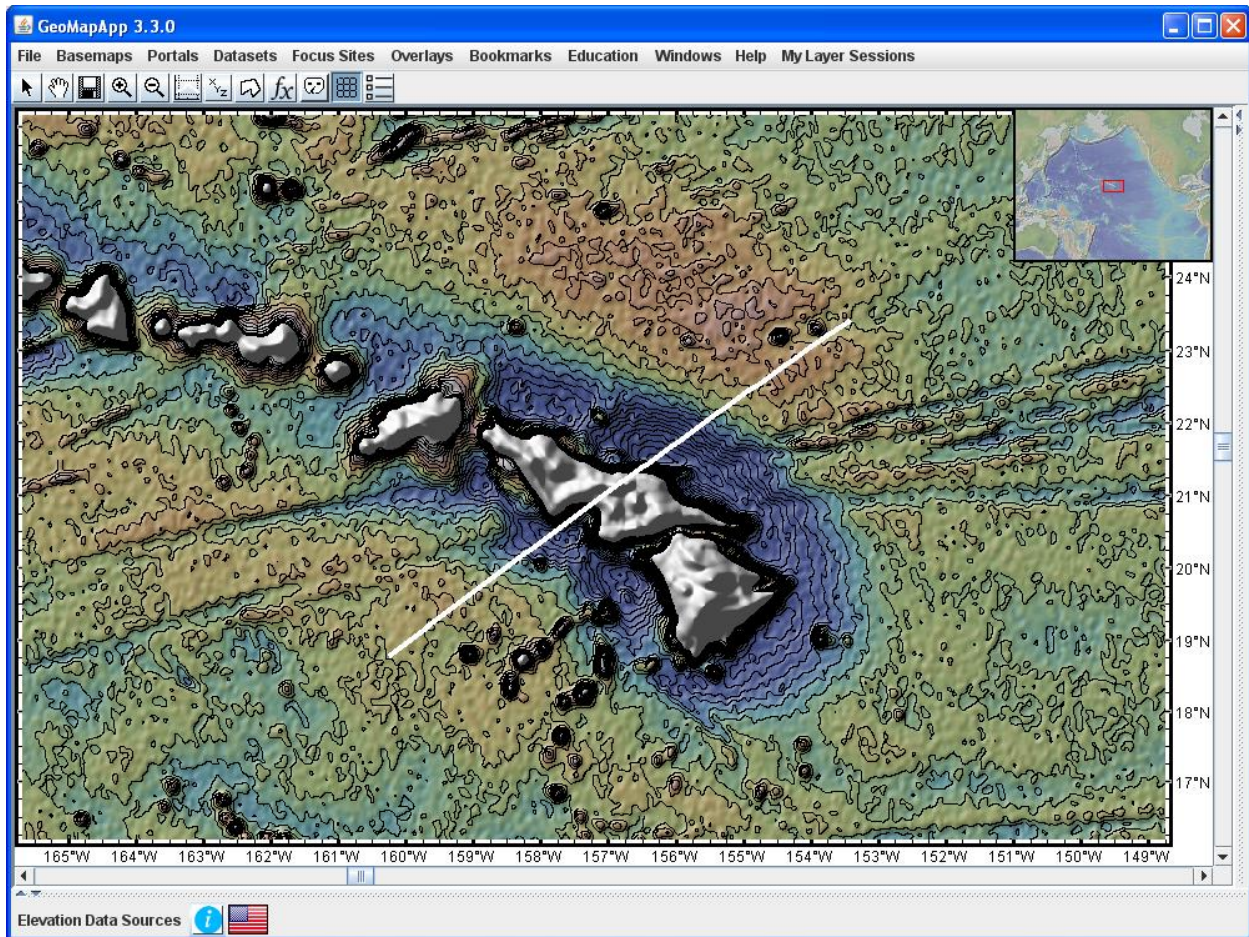 GeoMapApp 3.3.0
File Basemaps Portals Datasets Focus Sites Overlays Bookmarks Education Windows Help My Layer Sessions
X Y Z fx
24°N
23°N
22°N
21°N
20°N
19°N
18°N
17°N
165°W 164°W 163°W 162°W 161°W 160°W 159°W 158°W 157°W 156°W 155°W 154°W 153°W 152°W 151°W 150°W 149°W
Elevation Data Sources i